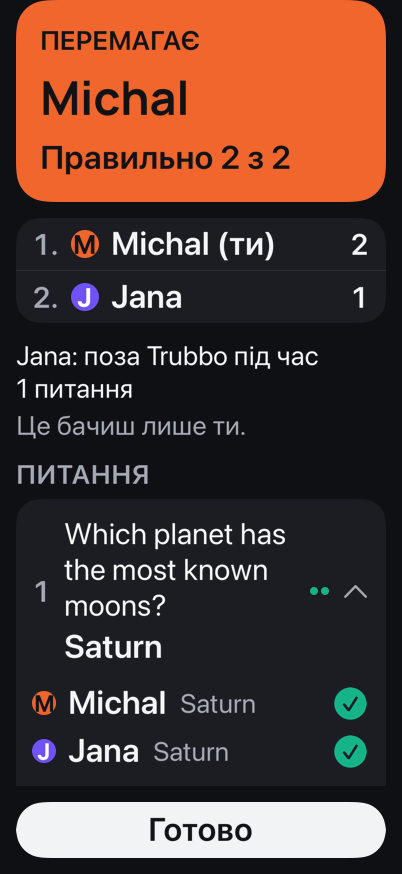 ПЕРЕМАГАЄ
Michal
Правильно 2 з 2
1. M Michal (ти) 2
2. J Jana 1
Jana: поза Trubbo під час
1 питання
Це бачиш лише ти.
ПИТАННЯ
Which planet has
the most known
1 moons?
Saturn
M Michal Saturn
J Jana Saturn
Готово